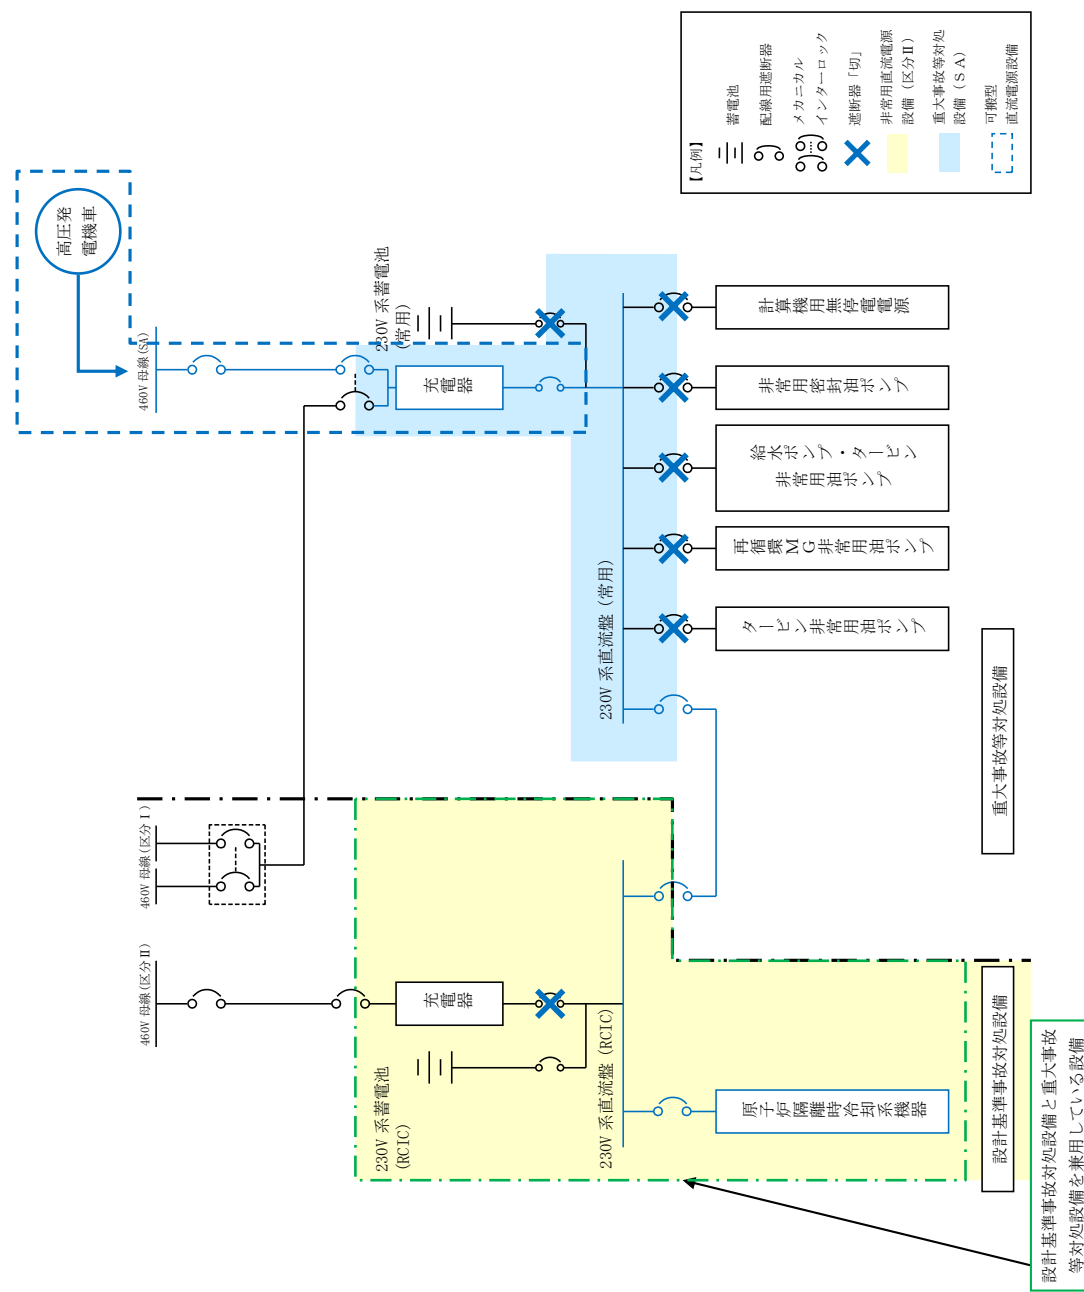 高圧発
電機車
460V 母線(SA)
230V 系蓄電池
(常用)
充電器
230V 系直流盤 (常用)
計算機用無停電電源
非常用密封油ポンプ
給水ポンプ・タービン
非常用油ポンプ
再循環MG非常用油ポンプ
タービン非常用油ポンプ
460V 母線(区分Ⅰ)
460V 母線(区分Ⅱ)
充電器
230V 系蓄電池
(RCIC)
230V 系直流盤 (RCIC)
原子炉隔離時冷却系機器
重大事故等対処設備
設計基準事故対処設備
設計基準事故対処設備と重大事故
等対処設備を兼用している設備
【凡例】
蓄電池
配線用遮断器
メカニカル
インターロック
遮断器「切」
非常用直流電源
設備（区分Ⅱ）
重大事故等対処
設備（ＳＡ）
可搬型
直流電源設備